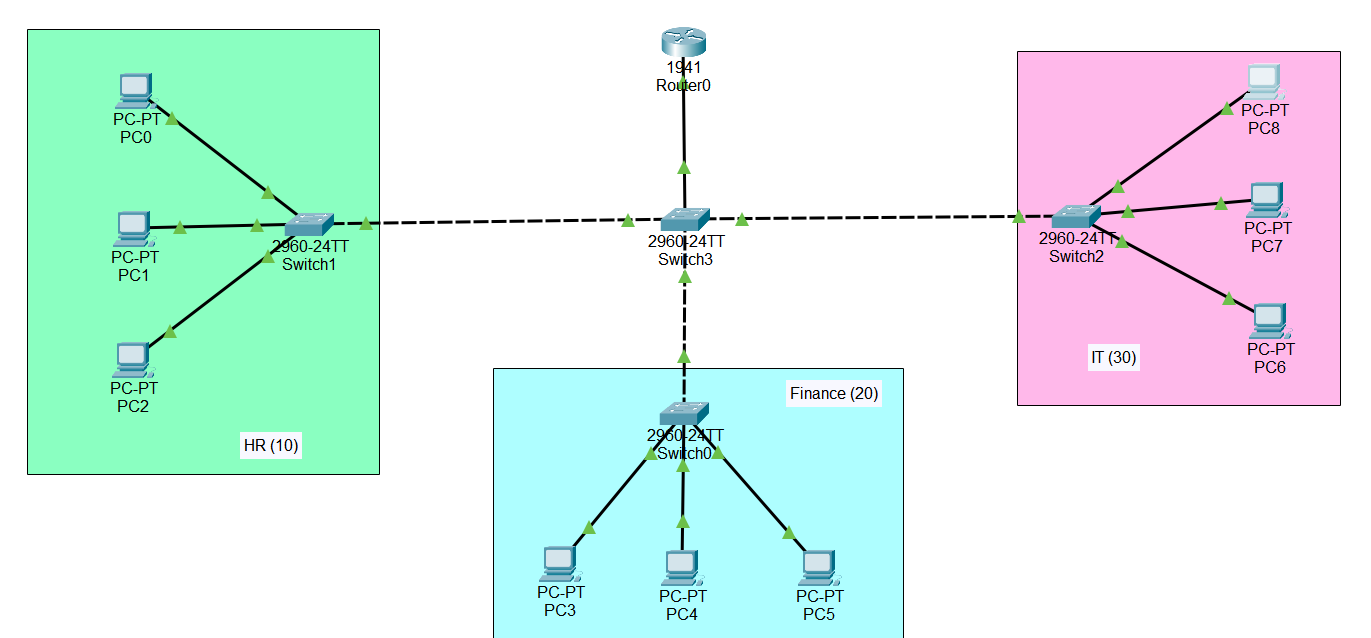 PC-PT
PC0
PC-PT
PC1
PC-PT
PC2
2960-24TT
Switch1
HR (10)
1941
Router0
2960-24TT
Switch3
Finance (20)
2960-24TT
Switch0
PC-PT
PC3
PC-PT
PC4
PC-PT
PC5
PC-PT
PC8
PC-PT
PC7
2960-24TT
Switch2
PC-PT
PC6
IT (30)